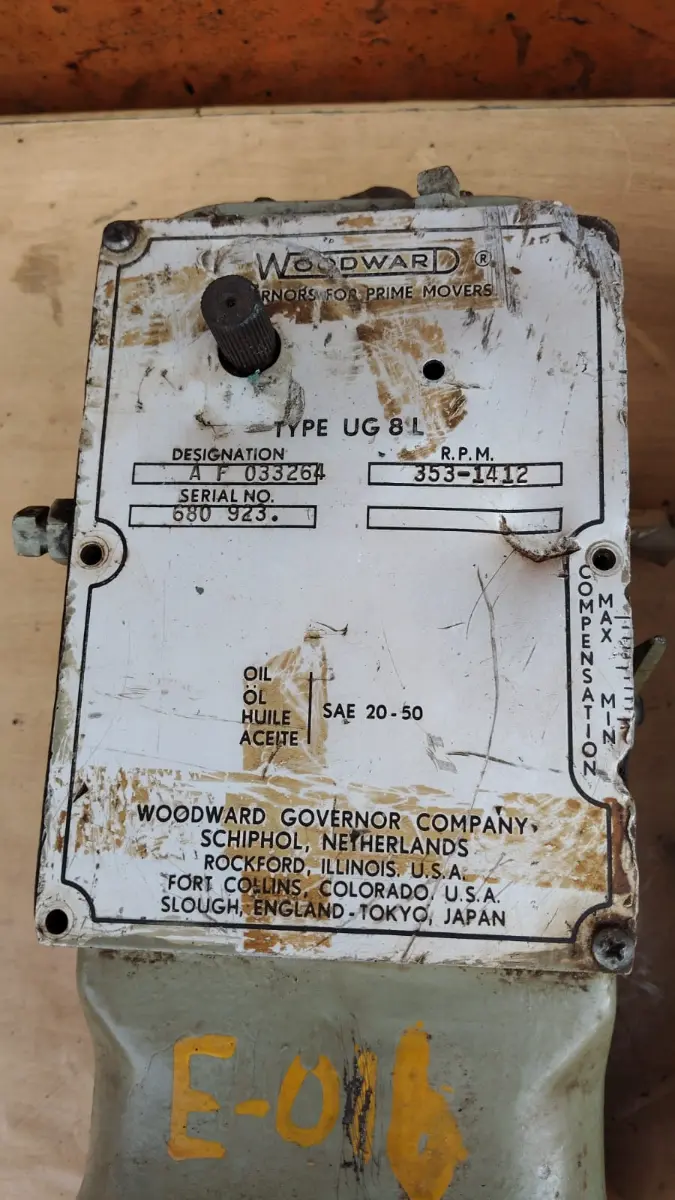 WOODWARD ®
FOR PRIME MOVERS
TYPE UG 8 L
DESIGNATION
A F 033264
R.P.M.
353-1412
SERIAL NO.
680 923.
COMPENSATION
MAX
MIN
OIL
ÖL
HUILE
ACEITE
SAE 20-50
WOODWARD GOVERNOR COMPANY
SCHIPHOL, NETHERLANDS
ROCKFORD, ILLINOIS. U.S.A.
FORT COLLINS, COLORADO. U.S.A.
SLOUGH, ENGLAND-TOKYO, JAPAN
E-016